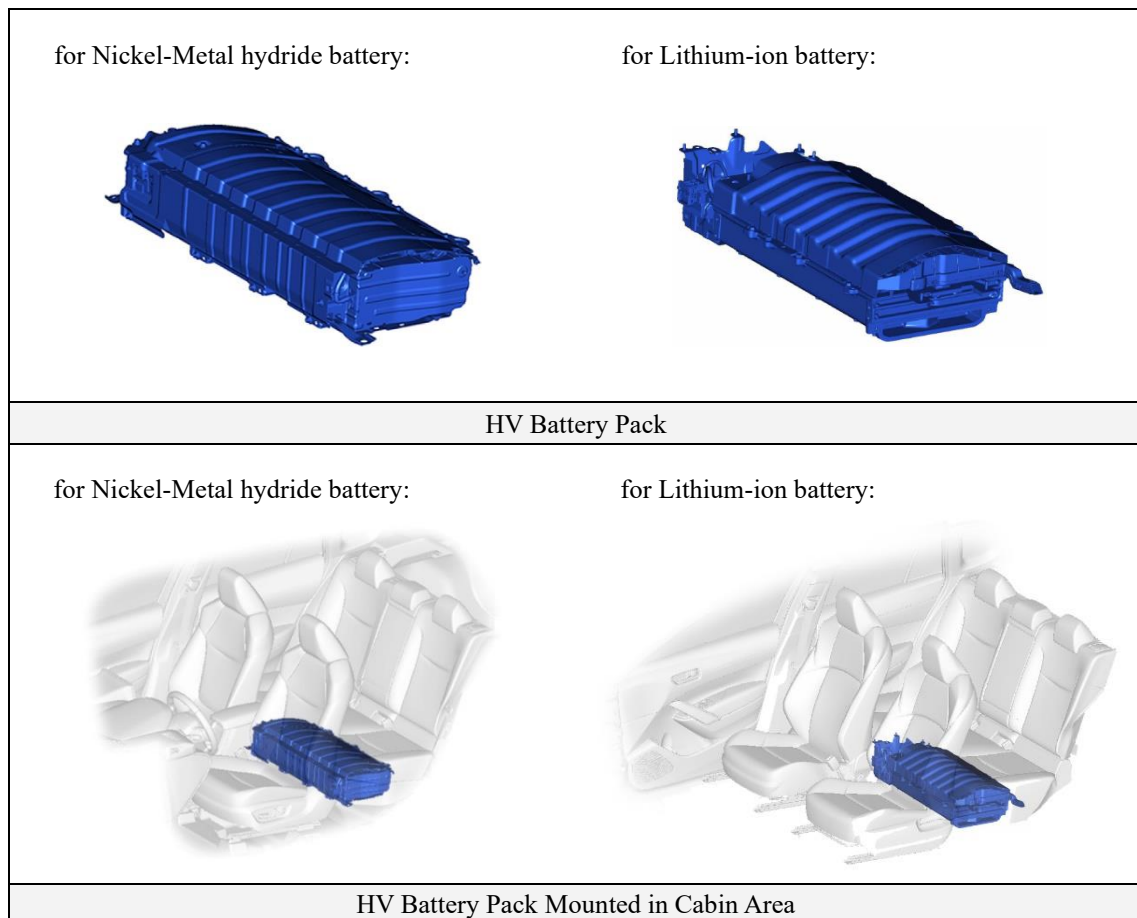 for Nickel-Metal hydride battery:
for Lithium-ion battery:
HV Battery Pack
for Nickel-Metal hydride battery:
for Lithium-ion battery:
HV Battery Pack Mounted in Cabin Area